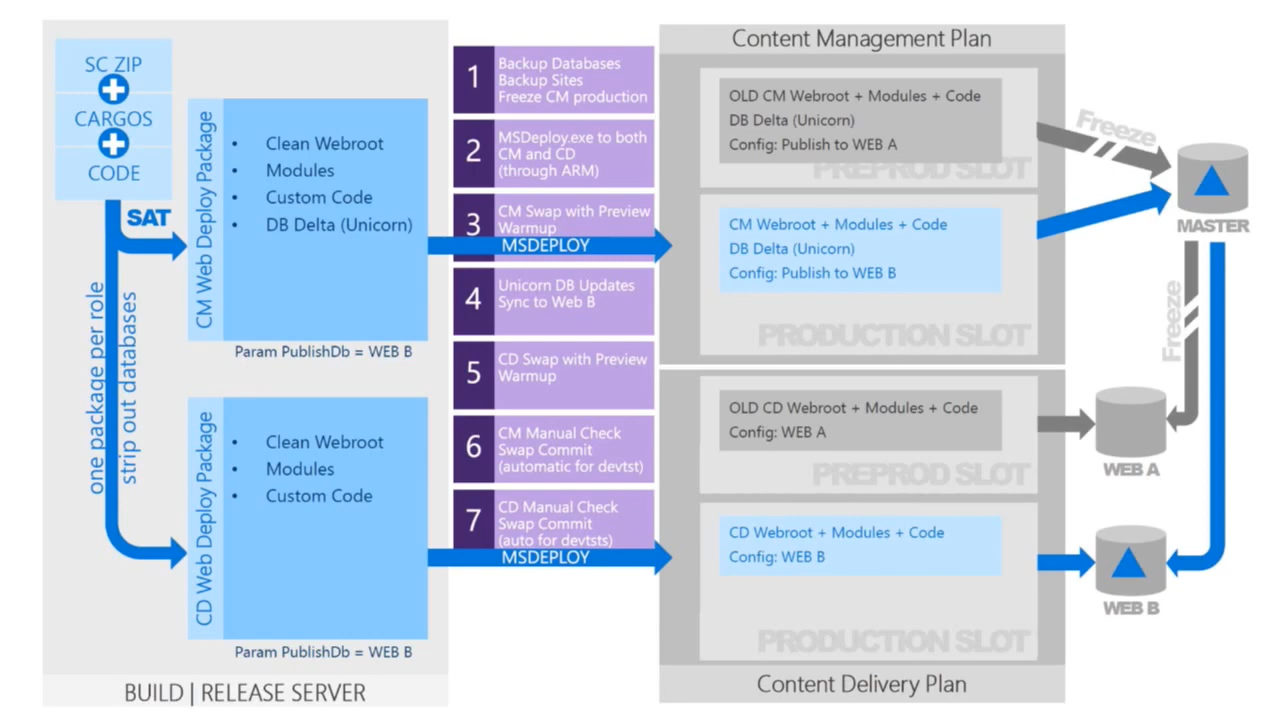 SC ZIP
CARGOS
CODE
SAT
one package per role
strip out databases
CM Web Deploy Package
• Clean Webroot
• Modules
• Custom Code
• DB Delta (Unicorn)
Param PublishDb = WEB B
CD Web Deploy Package
• Clean Webroot
• Modules
• Custom Code
Param PublishDb = WEB B
BUILD | RELEASE SERVER
1
Backup Databases
Backup Sites
Freeze CM production
2
MSDeploy.exe to both
CM and CD
(through ARM)
3
CM Swap with Preview
Warmup
MSDEPLOY
4
Unicorn DB Updates
Sync to Web B
5
CD Swap with Preview
Warmup
6
CM Manual Check
Swap Commit
(automatic for devtst)
7
CD Manual Check
Swap Commit
(auto for devtsts)
MSDEPLOY
Content Management Plan
OLD CM Webroot + Modules + Code
DB Delta (Unicorn)
Config: Publish to WEB A
PREPROD SLOT
CM Webroot + Modules + Code
DB Delta (Unicorn)
Config: Publish to WEB B
PRODUCTION SLOT
OLD CD Webroot + Modules + Code
Config: WEB A
PREPROD SLOT
CD Webroot + Modules + Code
Config: WEB B
PRODUCTION SLOT
Content Delivery Plan
Freeze
MASTER
Freeze
WEB A
WEB B